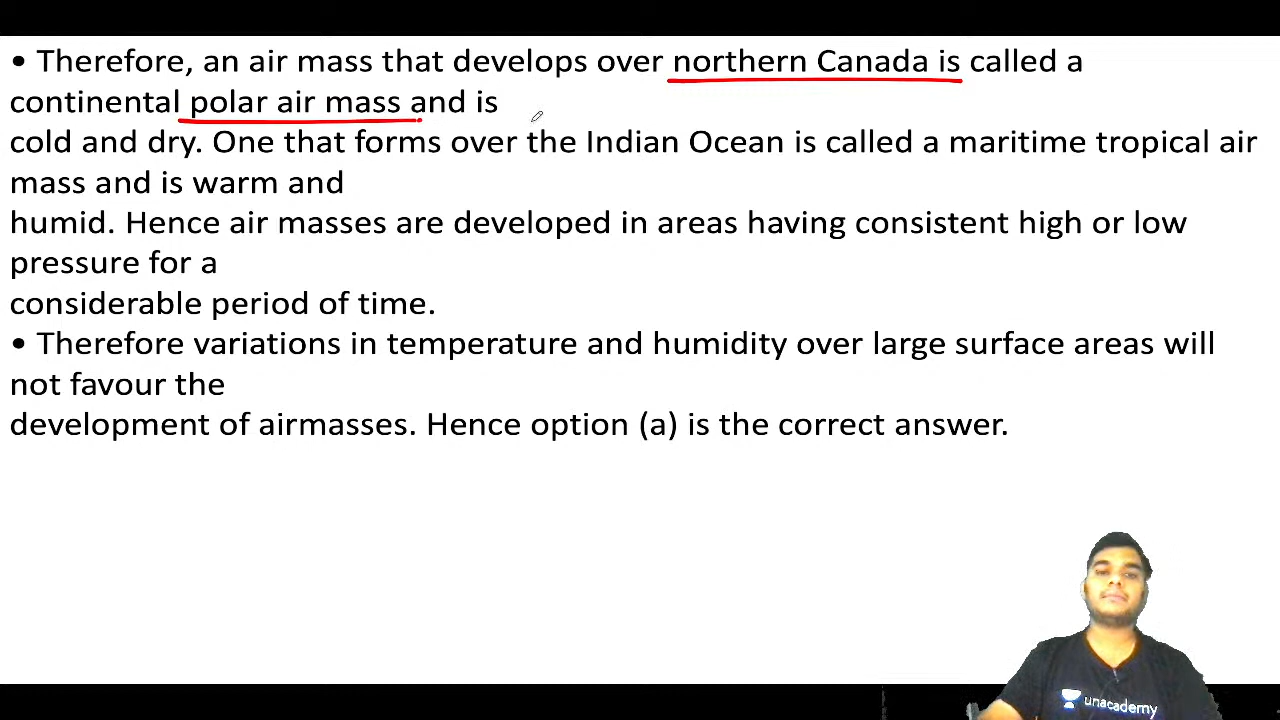 • Therefore, an air mass that develops over northern Canada is called a
continental polar air mass and is
cold and dry. One that forms over the Indian Ocean is called a maritime tropical air
mass and is warm and
humid. Hence air masses are developed in areas having consistent high or low
pressure for a
considerable period of time.
• Therefore variations in temperature and humidity over large surface areas will
not favour the
development of airmasses. Hence option (a) is the correct answer.
unacademy